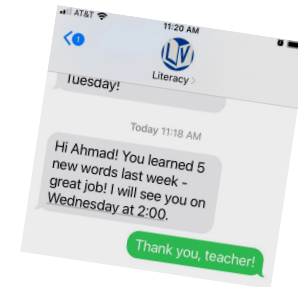 AT&T
11:20 AM
1
LV
Literacy
Tuesday!
Today 11:18 AM
Hi Ahmad! You learned 5
new words last week -
great job! I will see you on
Wednesday at 2:00.
Thank you, teacher!